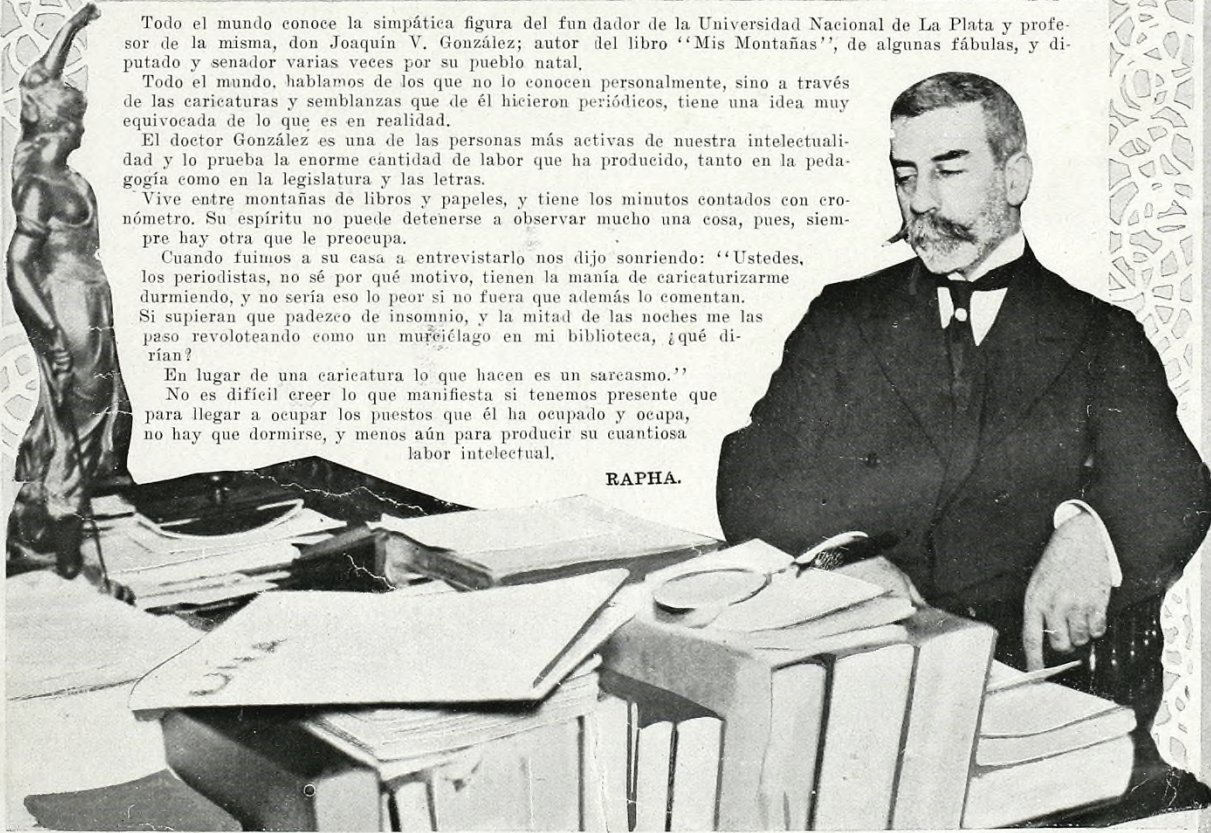 Todo el mundo conoce la simpática figura del fun dador de la Universidad Nacional de La Plata y profe-
sor de la misma, don Joaquín V. González; autor del libro “Mis Montañas”, de algunas fábulas, y di-
putado y senador varias veces por su pueblo natal.
Todo el mundo, hablamos de los que no lo conocen personalmente, sino a través
de las caricaturas y semblanzas que de él hicieron periódicos, tiene una idea muy
equivocada de lo que es en realidad.
El doctor González es una de las personas más activas de nuestra intelectuali-
dad y lo prueba la enorme cantidad de labor que ha producido, tanto en la peda-
gogía como en la legislatura y las letras.
Vive entre montañas de libros y papeles, y tiene los minutos contados con cro-
nómetro. Su espíritu no puede detenerse a observar mucho una cosa, pues, siem-
pre hay otra que le preocupa.
Cuando fuimos a su casa a entrevistarlo nos dijo sonriendo: “Ustedes,
los periodistas, no sé por qué motivo, tienen la manía de caricaturizarme
durmiendo, y no sería eso lo peor si no fuera que además lo comentan.
Si supieran que padezco de insomnio, y la mitad de las noches me las
paso revoloteando como un murciélago en mi biblioteca, ¿qué di-
rían?
En lugar de una caricatura lo que hacen es un sarcasmo.”
No es difícil creer lo que manifiesta si tenemos presente que
para llegar a ocupar los puestos que él ha ocupado y ocupa,
no hay que dormirse, y menos aún para producir su cuantiosa
labor intelectual.
RAPHA.